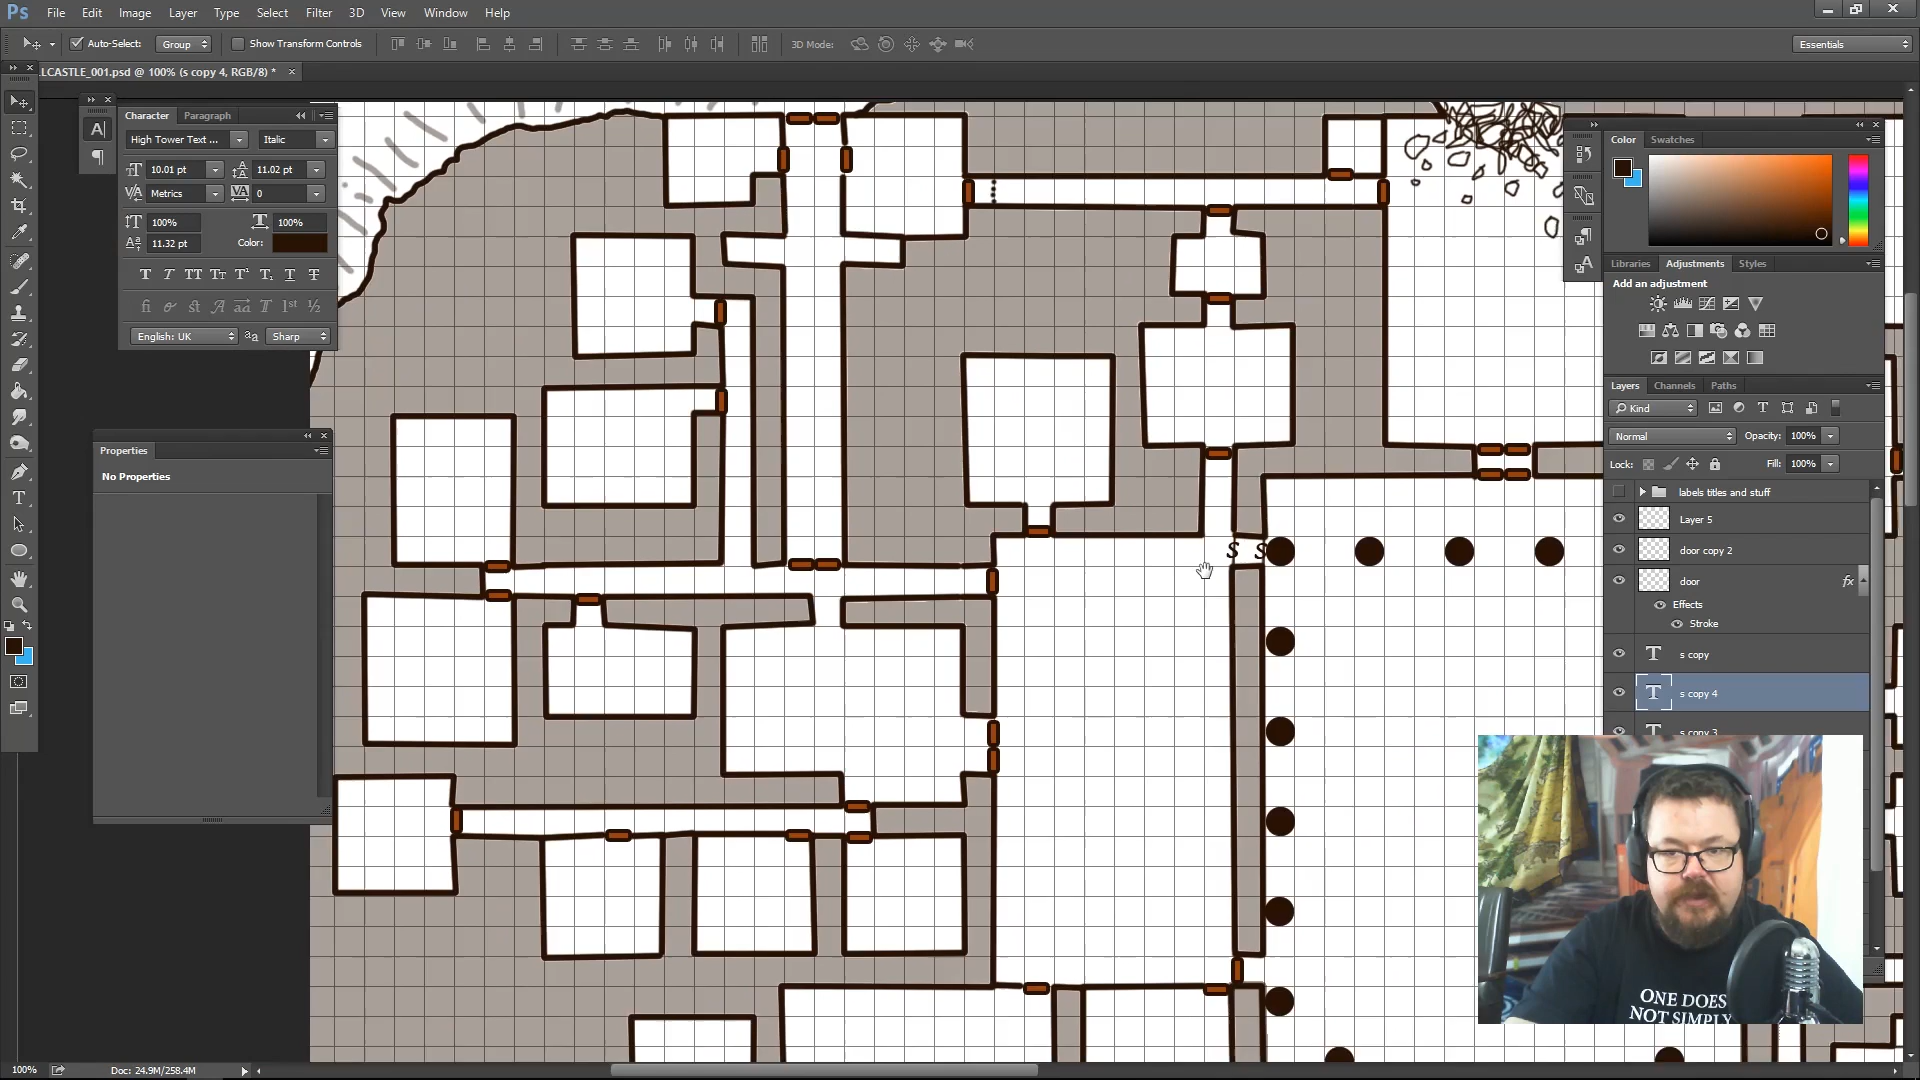 Ps File Edit Image Layer Type Select Filter 3D View Window Help
Auto-Select: Group Show Transform Controls 3D Mode: Essentials
LCASTLE_001.psd @ 100% (s copy 4, RGB/8) *
Character Paragraph
High Tower Text ... Italic
10.01 pt 11.02 pt
Metrics 0
100% 100%
11.32 pt Color:
English: UK Sharp
Properties
No Properties
S S
Color Swatches
Libraries Adjustments Styles
Add an adjustment
Layers Channels Paths
Kind
Normal Opacity: 100%
Lock: Fill: 100%
labels titles and stuff
Layer 5
door copy 2
door fx
Effects
Stroke
s copy
s copy 4
s copy 3
ONE DOES
NOT SIMPLY
100% Doc: 24.9M/258.4M